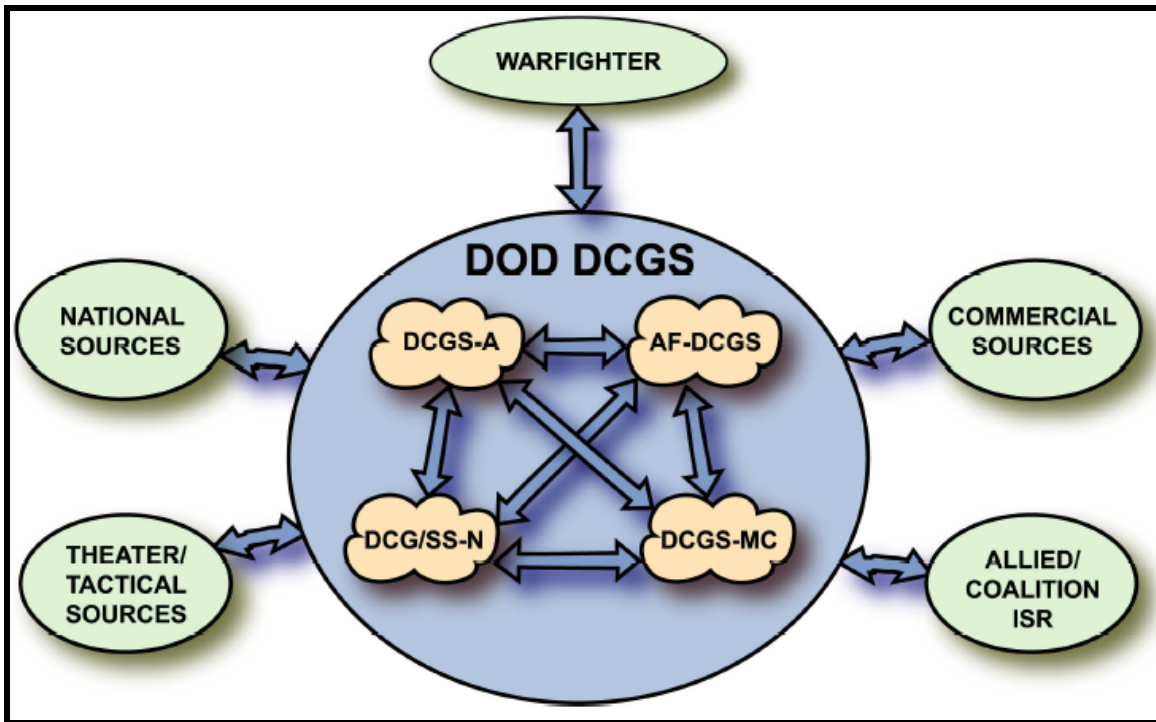 WARFIGHTER
DOD DCGS
NATIONAL
SOURCES
DCGS-A
AF-DCGS
COMMERCIAL
SOURCES
DCG/SS-N
DCGS-MC
THEATER/
TACTICAL
SOURCES
ALLIED/
COALITION
ISR